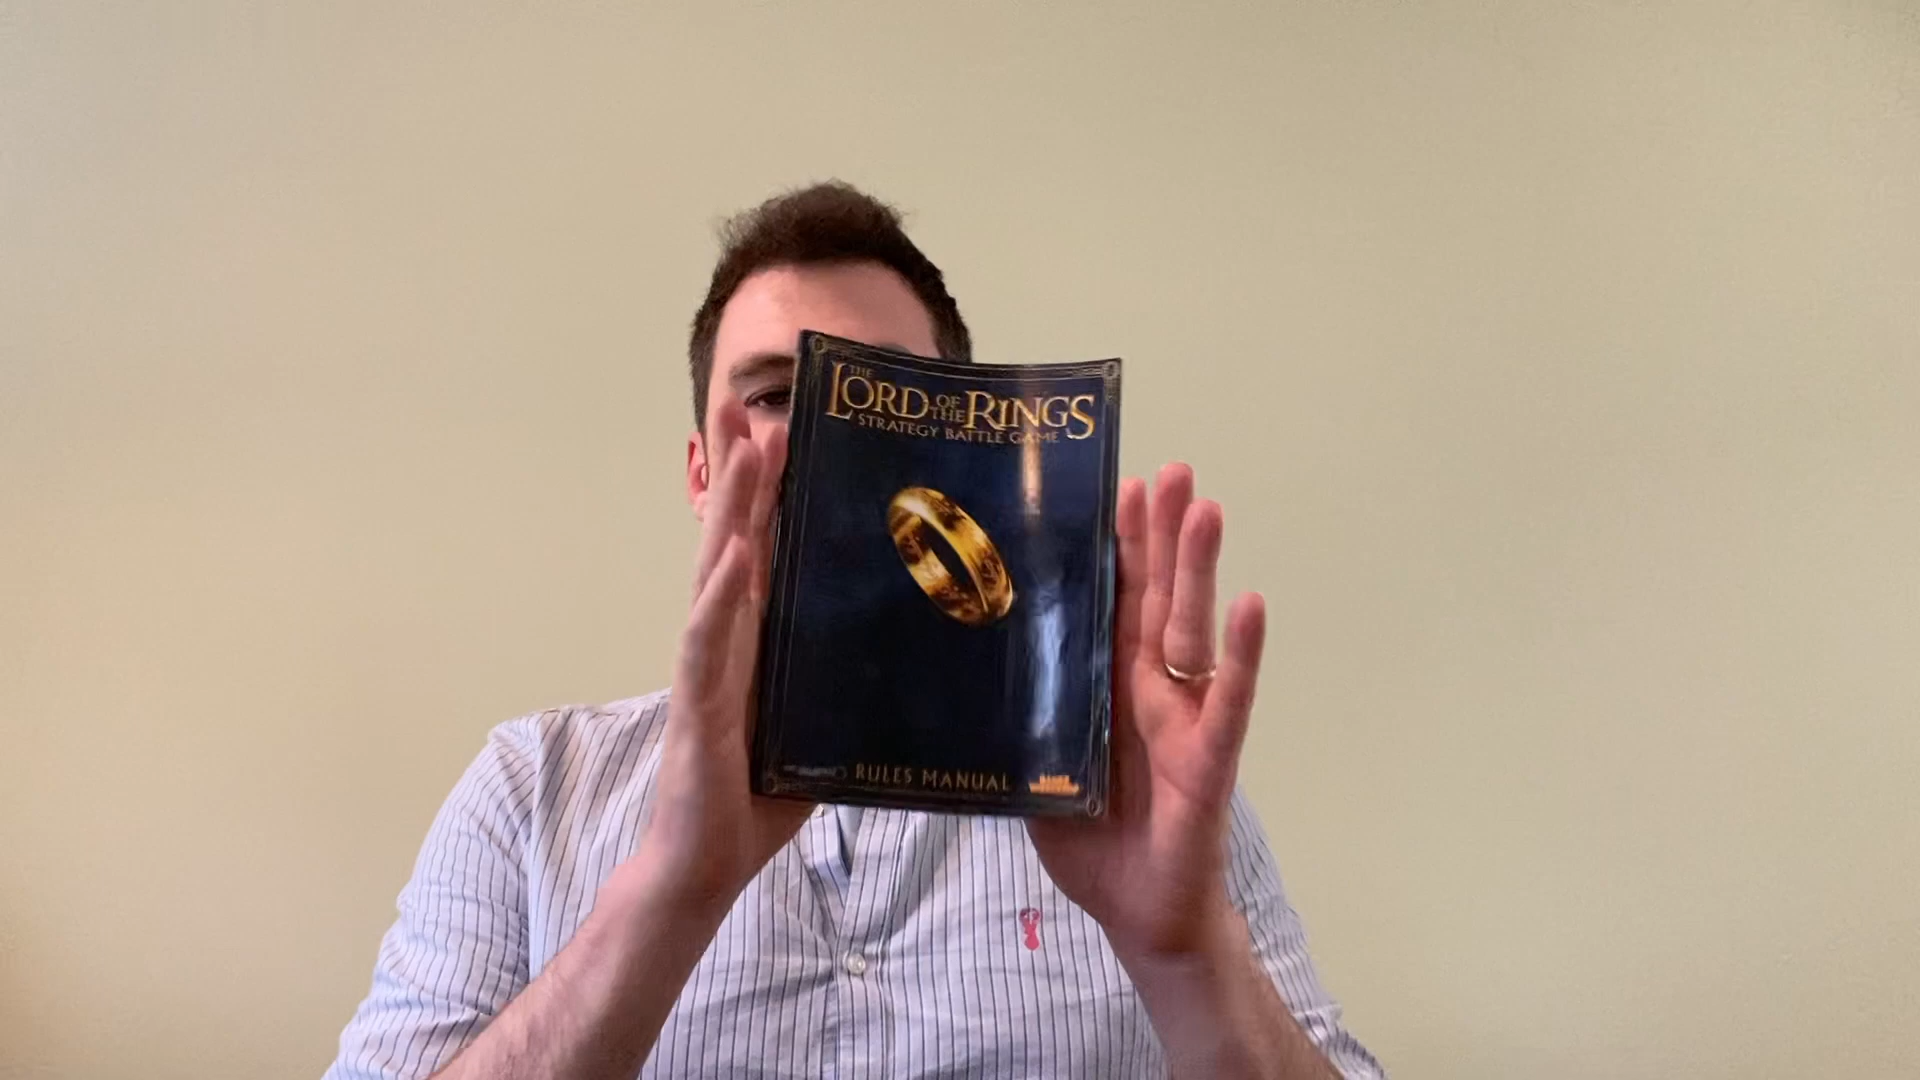 THE
LORD OF THE RINGS
STRATEGY BATTLE GAME
RULES MANUAL